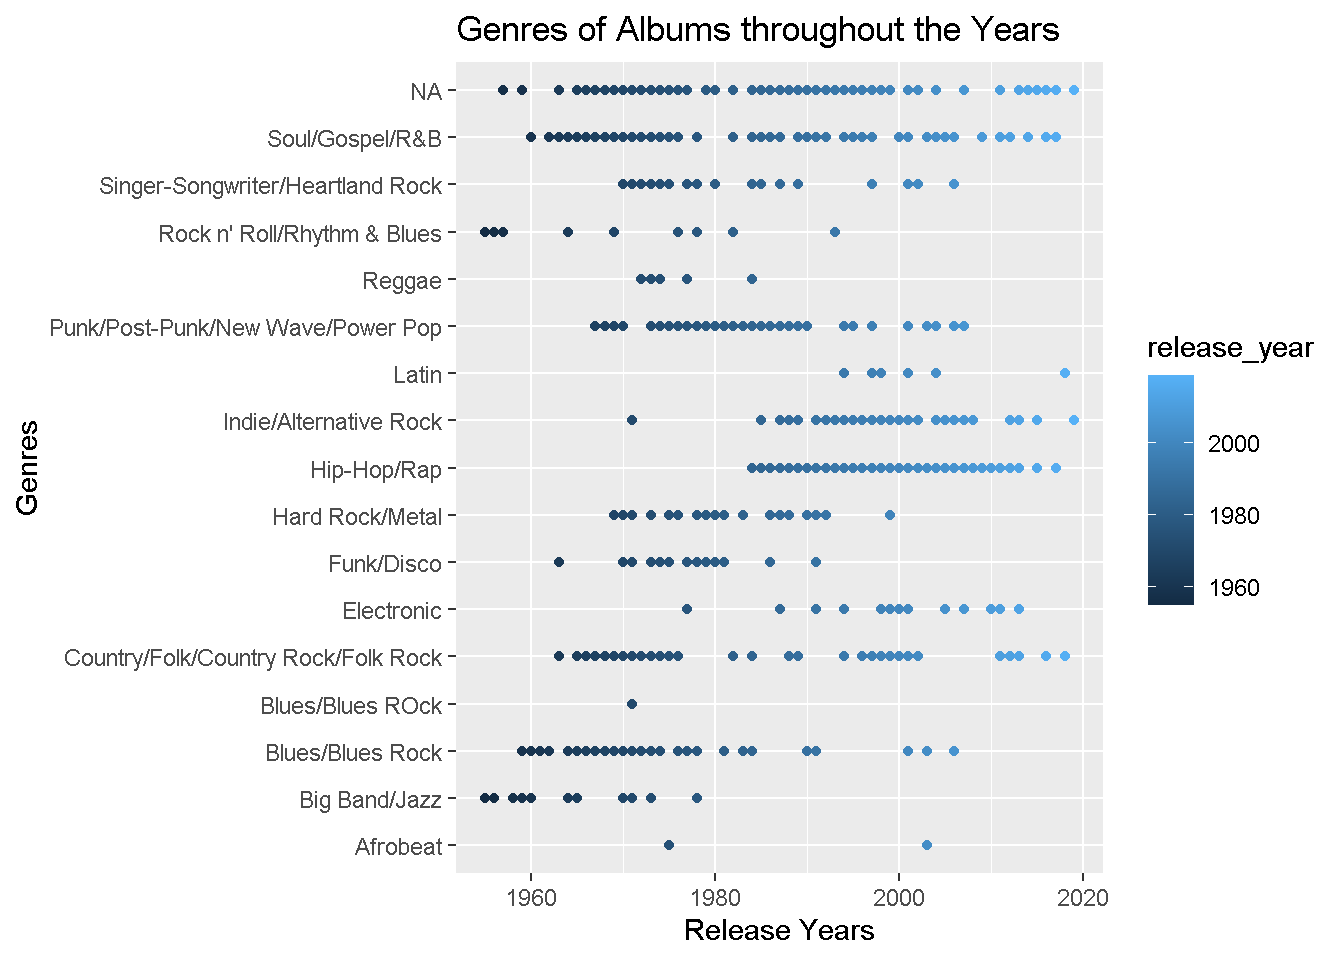 Genres of Albums throughout the Years
NA
Soul/Gospel/R&B
Singer-Songwriter/Heartland Rock
Rock n' Roll/Rhythm & Blues
Reggae
Punk/Post-Punk/New Wave/Power Pop
Latin
Indie/Alternative Rock
Hip-Hop/Rap
Hard Rock/Metal
Funk/Disco
Electronic
Country/Folk/Country Rock/Folk Rock
Blues/Blues ROck
Blues/Blues Rock
Big Band/Jazz
Afrobeat
Genres
1960 1980 2000 2020
Release Years
release_year
2000
1980
1960